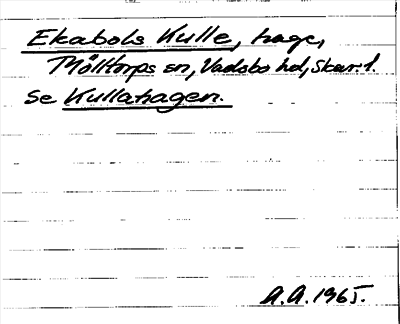 Ekabols Kulle, hage,
Mölltorps sn, Vadsbo hd, Skar. l.
Se Kullahagen.
A.A. 1965.